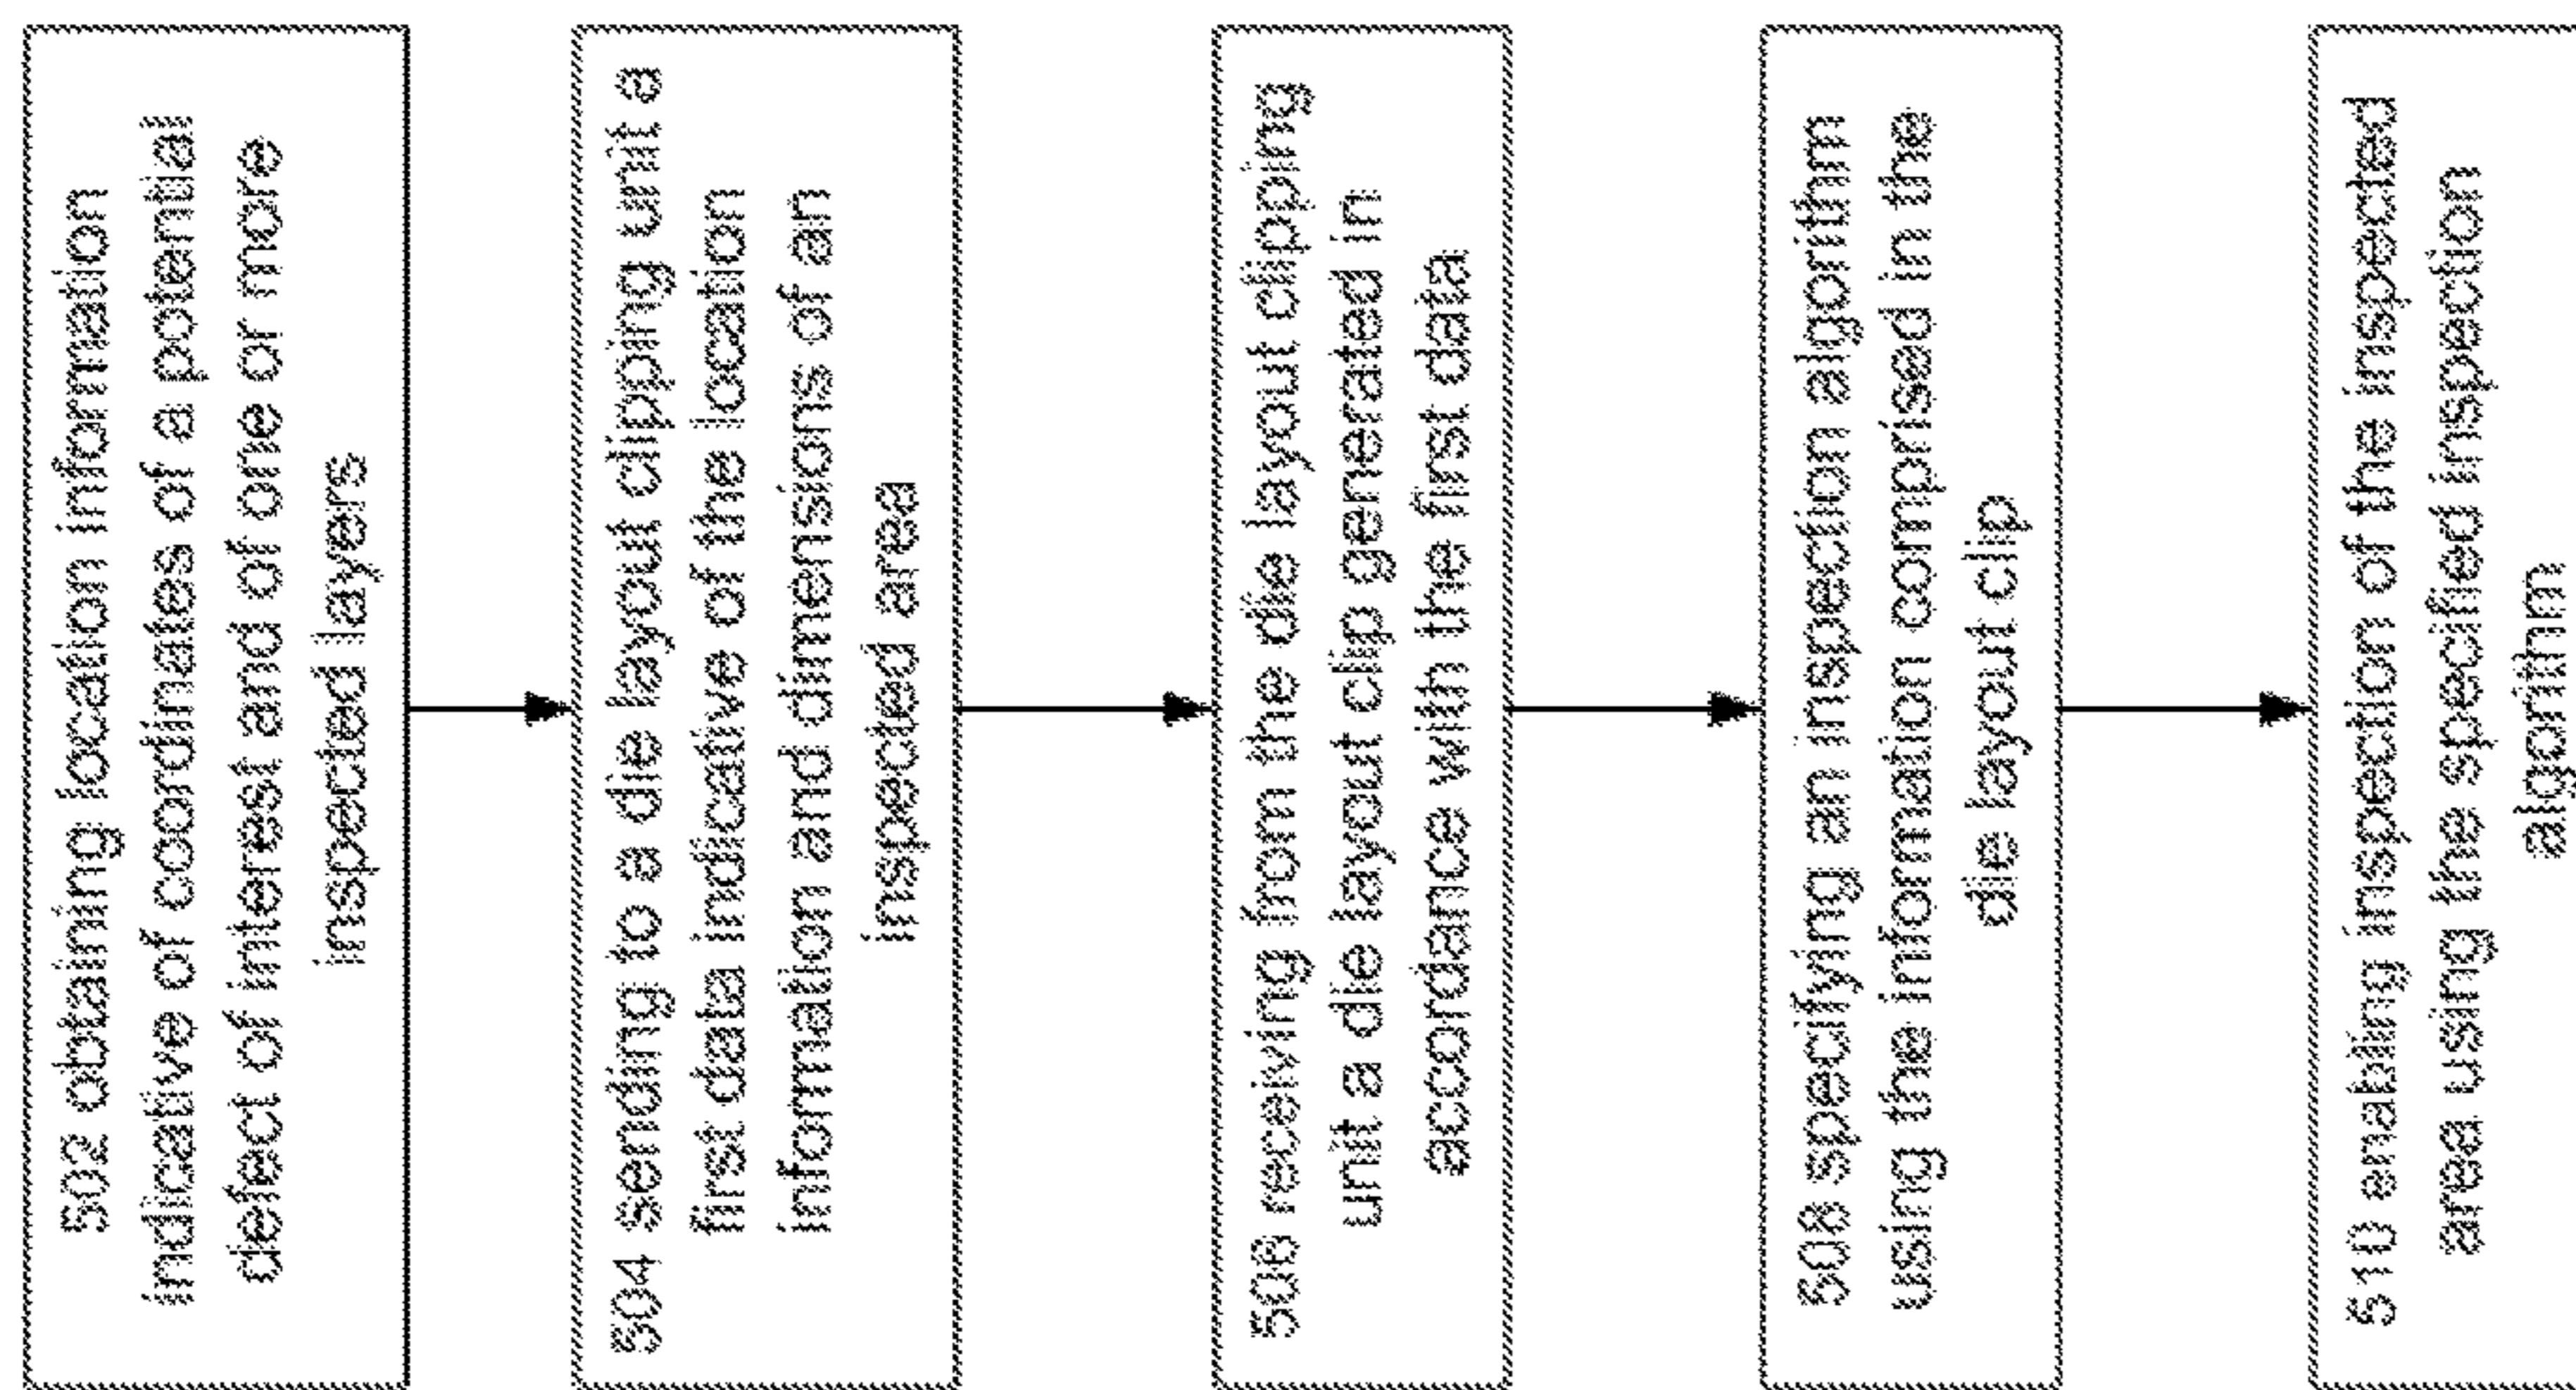 502 obtaining location information
indicative of coordinates of a potential
defect of interest and of one or more
inspected layers
504 sending to a die layout clipping unit a
first data indicative of the location
information and dimensions of an
inspected area
506 receiving from the die layout clipping
unit a die layout clip generated in
accordance with the first data
508 specifying an inspection algorithm
using the information comprised in the
die layout clip
510 enabling inspection of the inspected
area using the specified inspection
algorithm